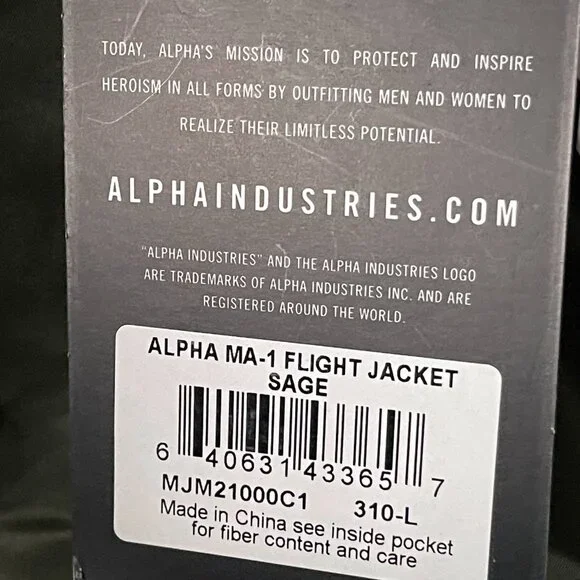 TODAY, ALPHA'S MISSION IS TO PROTECT AND INSPIRE
HEROISM IN ALL FORMS BY OUTFITTING MEN AND WOMEN TO
REALIZE THEIR LIMITLESS POTENTIAL.
ALPHAINDUSTRIES.COM
"ALPHA INDUSTRIES" AND THE ALPHA INDUSTRIES LOGO
ARE TRADEMARKS OF ALPHA INDUSTRIES INC. AND ARE
REGISTERED AROUND THE WORLD.
ALPHA MA-1 FLIGHT JACKET
SAGE
6 40631 43365 7
MJM21000C1 310-L
Made in China see inside pocket
for fiber content and care